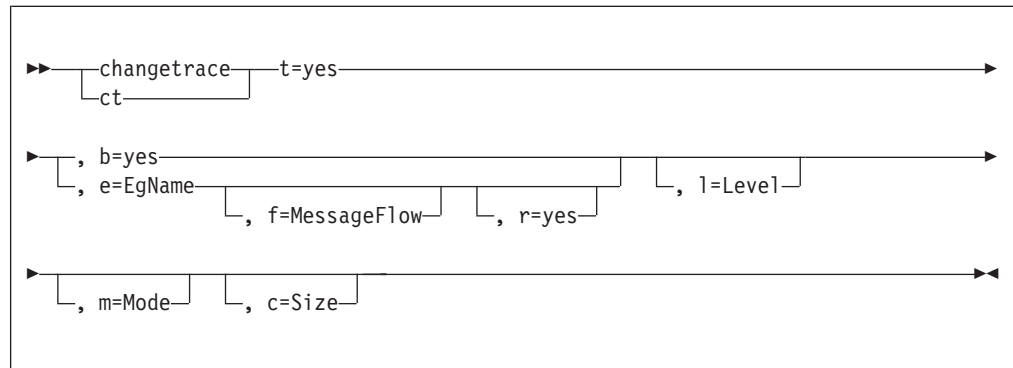 changetrace t=yes
ct
, b=yes
, e=EgName , l=Level
, f=MessageFlow , r=yes
, m=Mode , c=Size